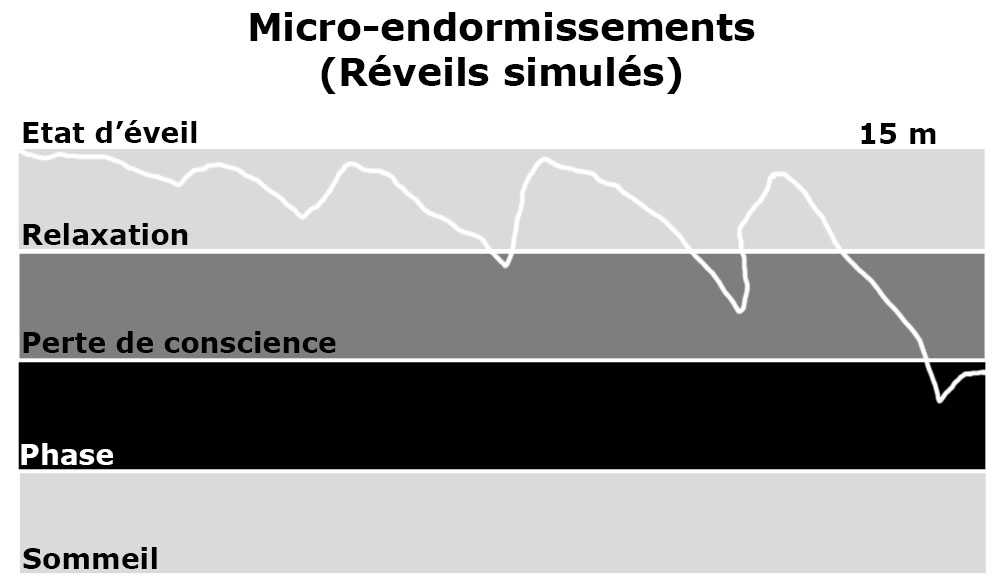 Micro-endormissements
(Réveils simulés)
Etat d’éveil
15 m
Relaxation
Perte de conscience
Phase
Sommeil